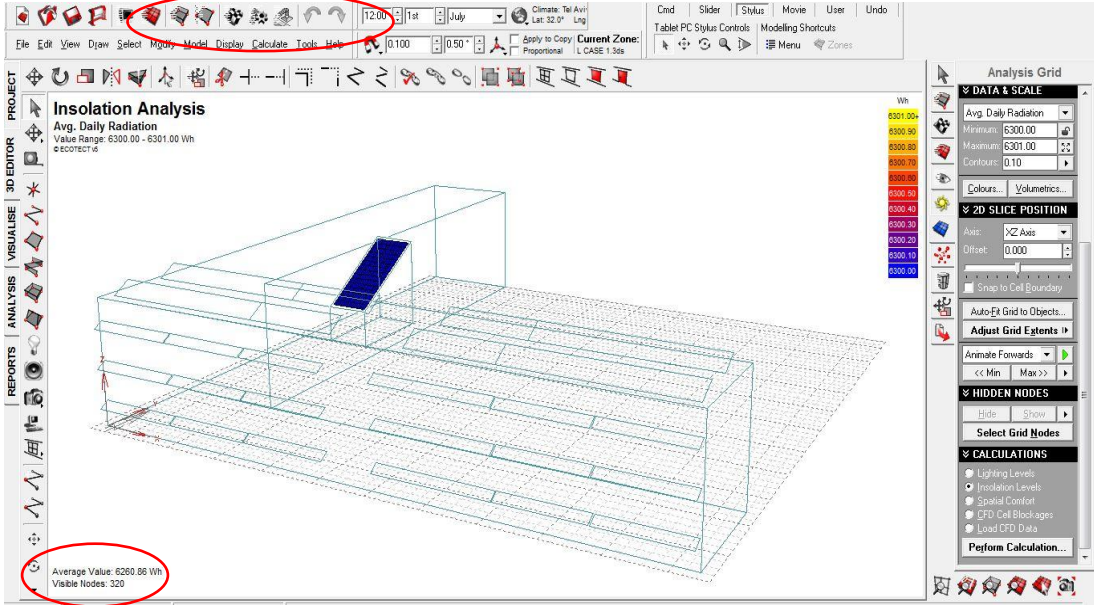 12:00 1st July Climate: Tel Avi
Lat: 32.0° Lng
Cmd Slider Stylus Movie User Undo
Tablet PC Stylus Controls Modelling Shortcuts
Menu Zones
File Edit View Draw Select Modify Model Display Calculate Tools Help
0.100 0.50° Apply to Copy Current Zone:
Proportional L CASE 1.3ds
PROJECT
3D EDITOR
VISUALISE
ANALYSIS
REPORTS
Insolation Analysis
Avg. Daily Radiation
Value Range: 6300.00 - 6301.00 Wh
© ECOTECT v5
Wh
6301.00+
6300.90
6300.80
6300.70
6300.60
6300.50
6300.40
6300.30
6300.20
6300.10
6300.00
Z
Y
X
Average Value: 6260.86 Wh
Visible Nodes: 320
Analysis Grid
DATA & SCALE
Avg. Daily Radiation
Minimum: 6300.00
Maximum: 6301.00
Contours: 0.10
Colours... Volumetrics...
2D SLICE POSITION
Axis: XZ Axis
Offset: 0.000
Snap to Cell Boundary
Auto-Fit Grid to Objects...
Adjust Grid Extents
Animate Forwards
<< Min Max >>
HIDDEN NODES
Hide Show
Select Grid Nodes
CALCULATIONS
Lighting Levels
Insolation Levels
Spatial Comfort
CFD Cell Blockages
Load CFD Data
Perform Calculation...